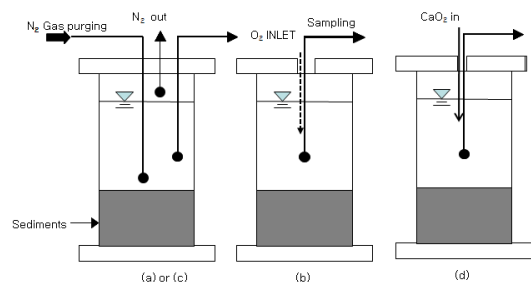 N₂ out
N₂ Gas purging
O₂ INLET
Sampling
CaO₂ in
Sediments
(a) or (c)
(b)
(d)